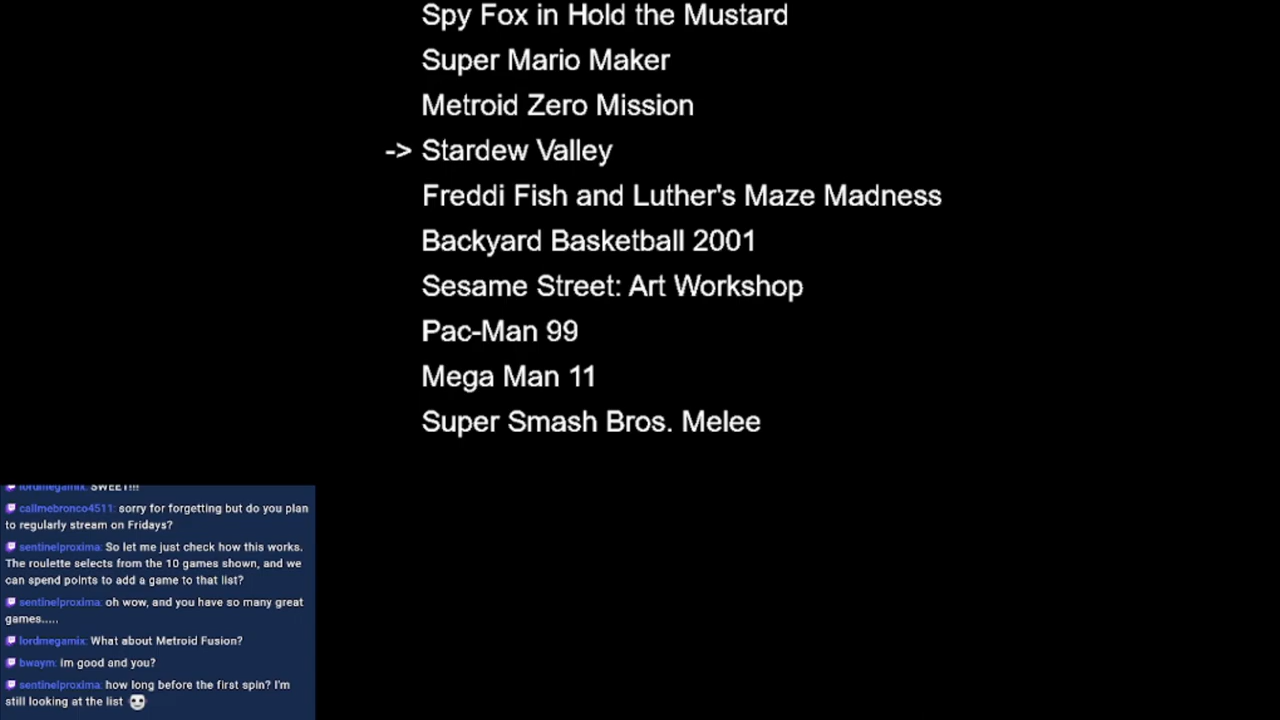 Spy Fox in Hold the Mustard
Super Mario Maker
Metroid Zero Mission
-> Stardew Valley
Freddi Fish and Luther's Maze Madness
Backyard Basketball 2001
Sesame Street: Art Workshop
Pac-Man 99
Mega Man 11
Super Smash Bros. Melee
lordmegamix: SWEET!!!
callmebronco4511: sorry for forgetting but do you plan
to regularly stream on Fridays?
sentinelproxima: So let me just check how this works.
The roulette selects from the 10 games shown, and we
can spend points to add a game to that list?
sentinelproxima: oh wow, and you have so many great
games.....
lordmegamix: What about Metroid Fusion?
bwaym: im good and you?
sentinelproxima: how long before the first spin? I'm
still looking at the list